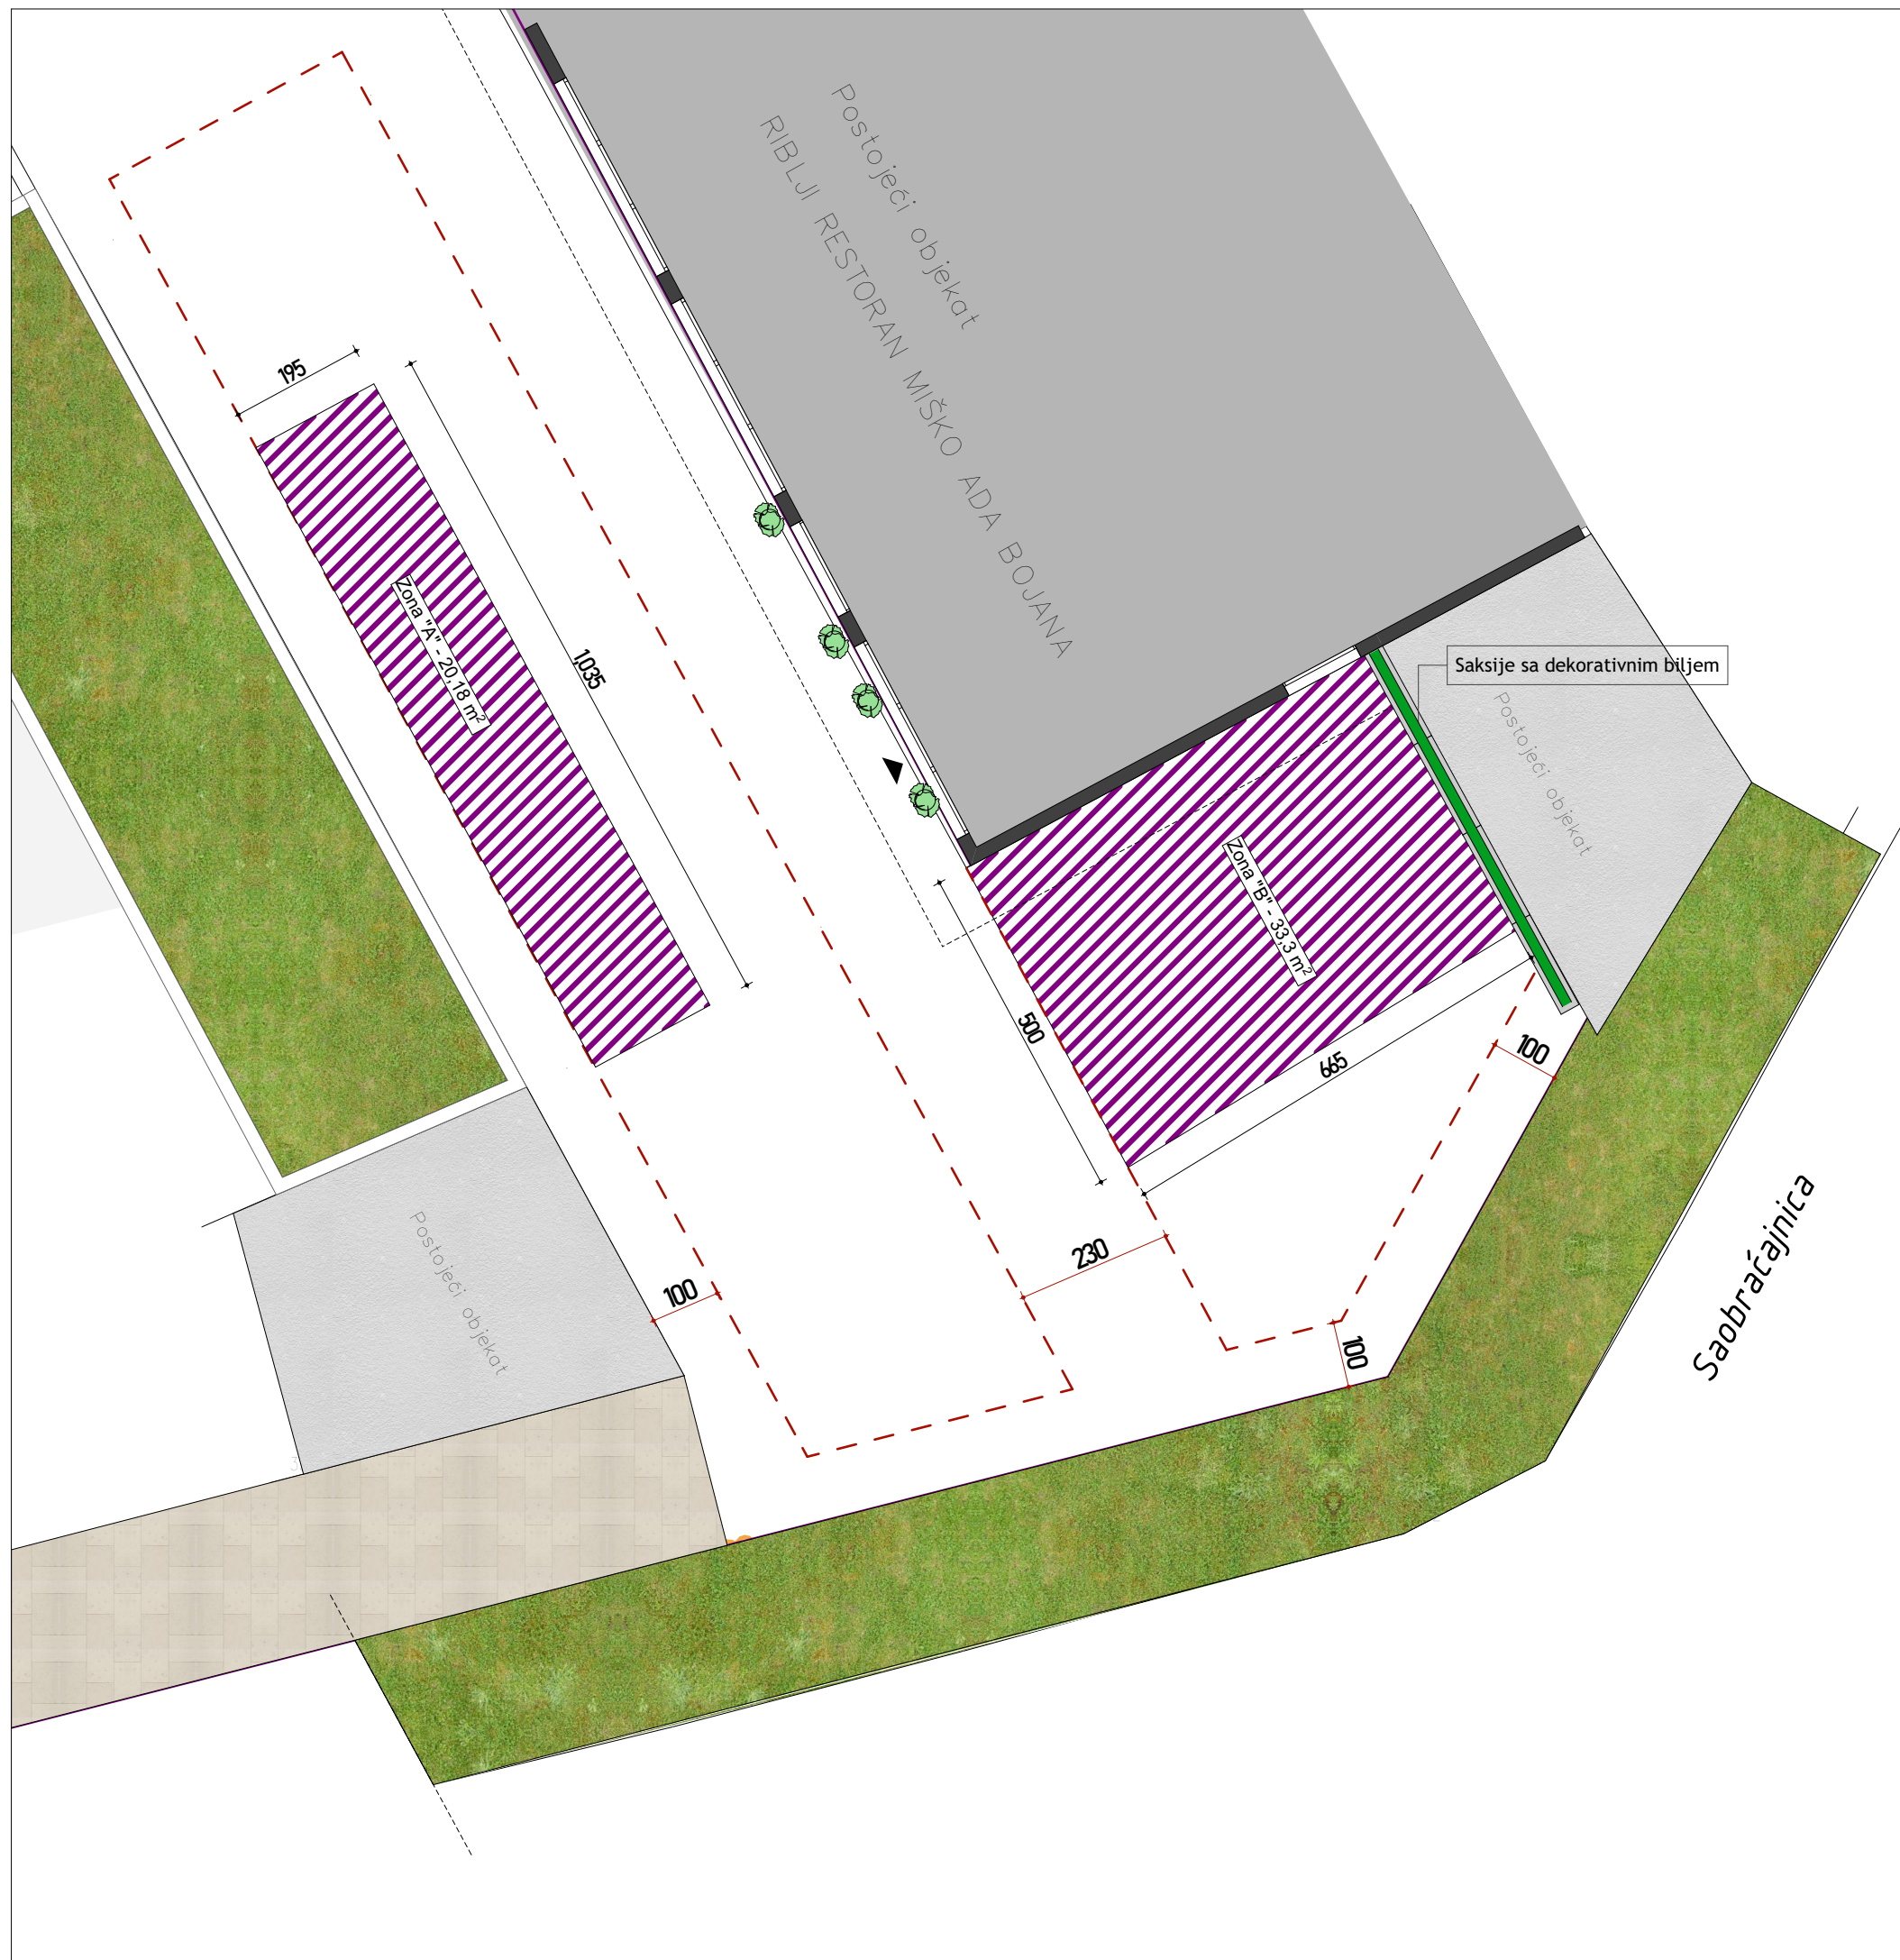 Postojeći objekat
RIBLJI RESTORAN MIŠKO ADA BOJANA
195
1035
Zona "A" - 20,18 m²
Saksije sa dekorativnim biljem
Postojeći objekat
Zona "B" - 33,3 m²
500
665
100
230
100
100
Postojeći objekat
Saobraćajnica